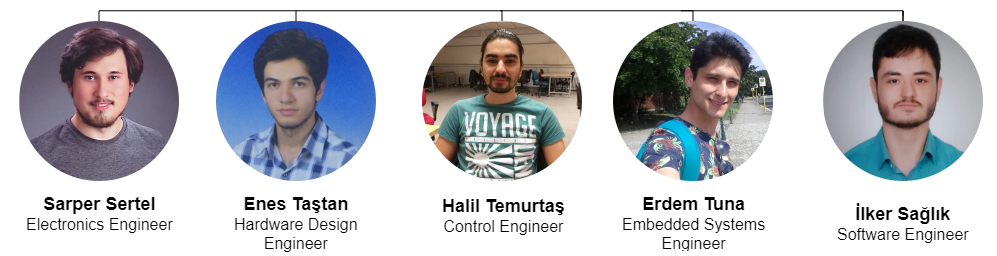 VOYAGE
Sarper Sertel
Electronics Engineer
Enes Taştan
Hardware Design
Engineer
Halil Temurtaş
Control Engineer
Erdem Tuna
Embedded Systems
Engineer
İlker Sağlık
Software Engineer